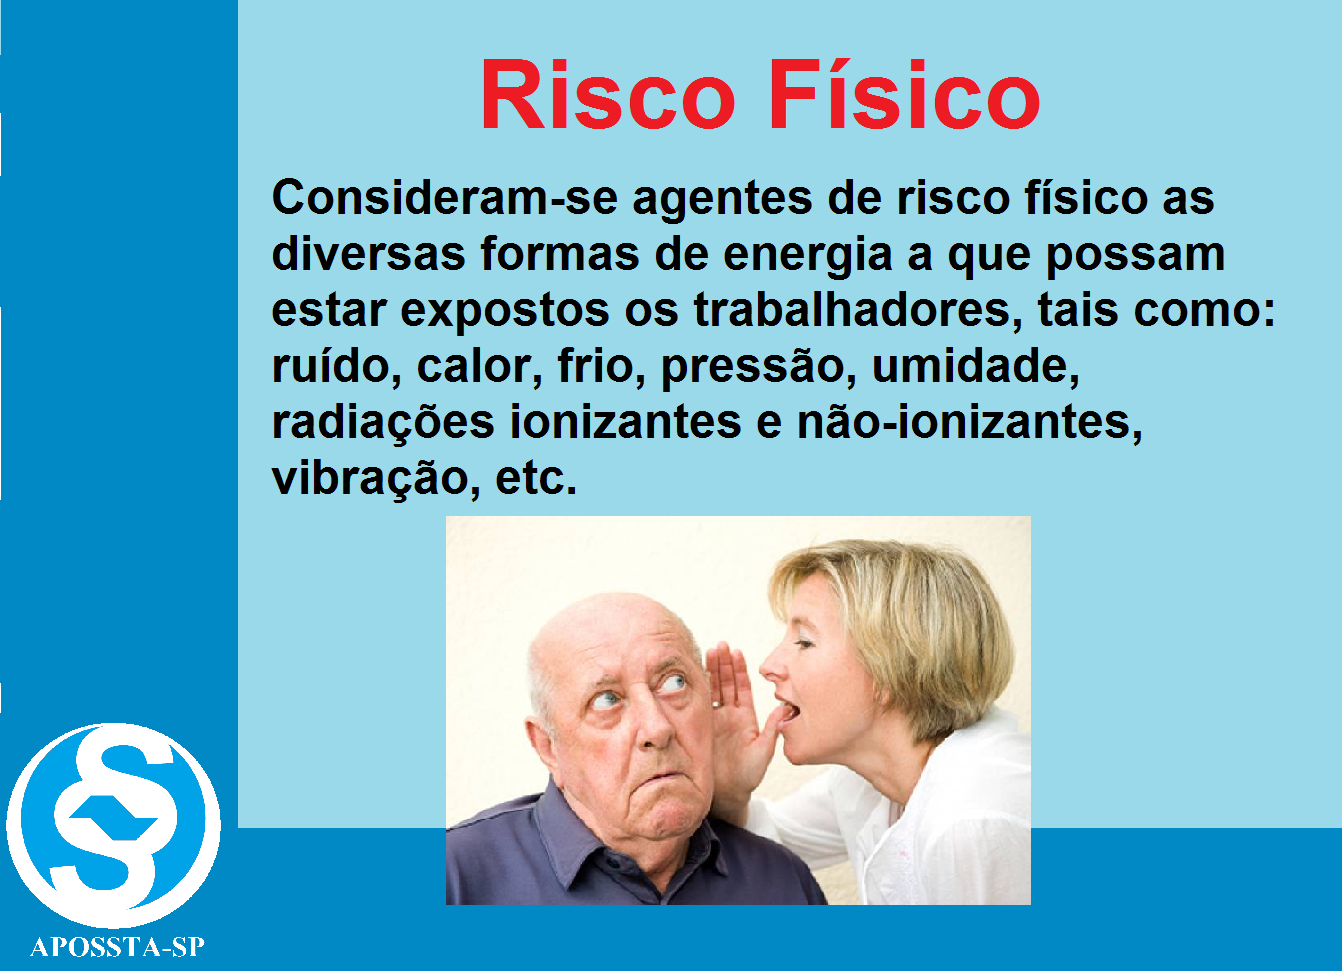 Risco Físico
Consideram-se agentes de risco físico as
diversas formas de energia a que possam
estar expostos os trabalhadores, tais como:
ruído, calor, frio, pressão, umidade,
radiações ionizantes e não-ionizantes,
vibração, etc.
APOSSTA-SP